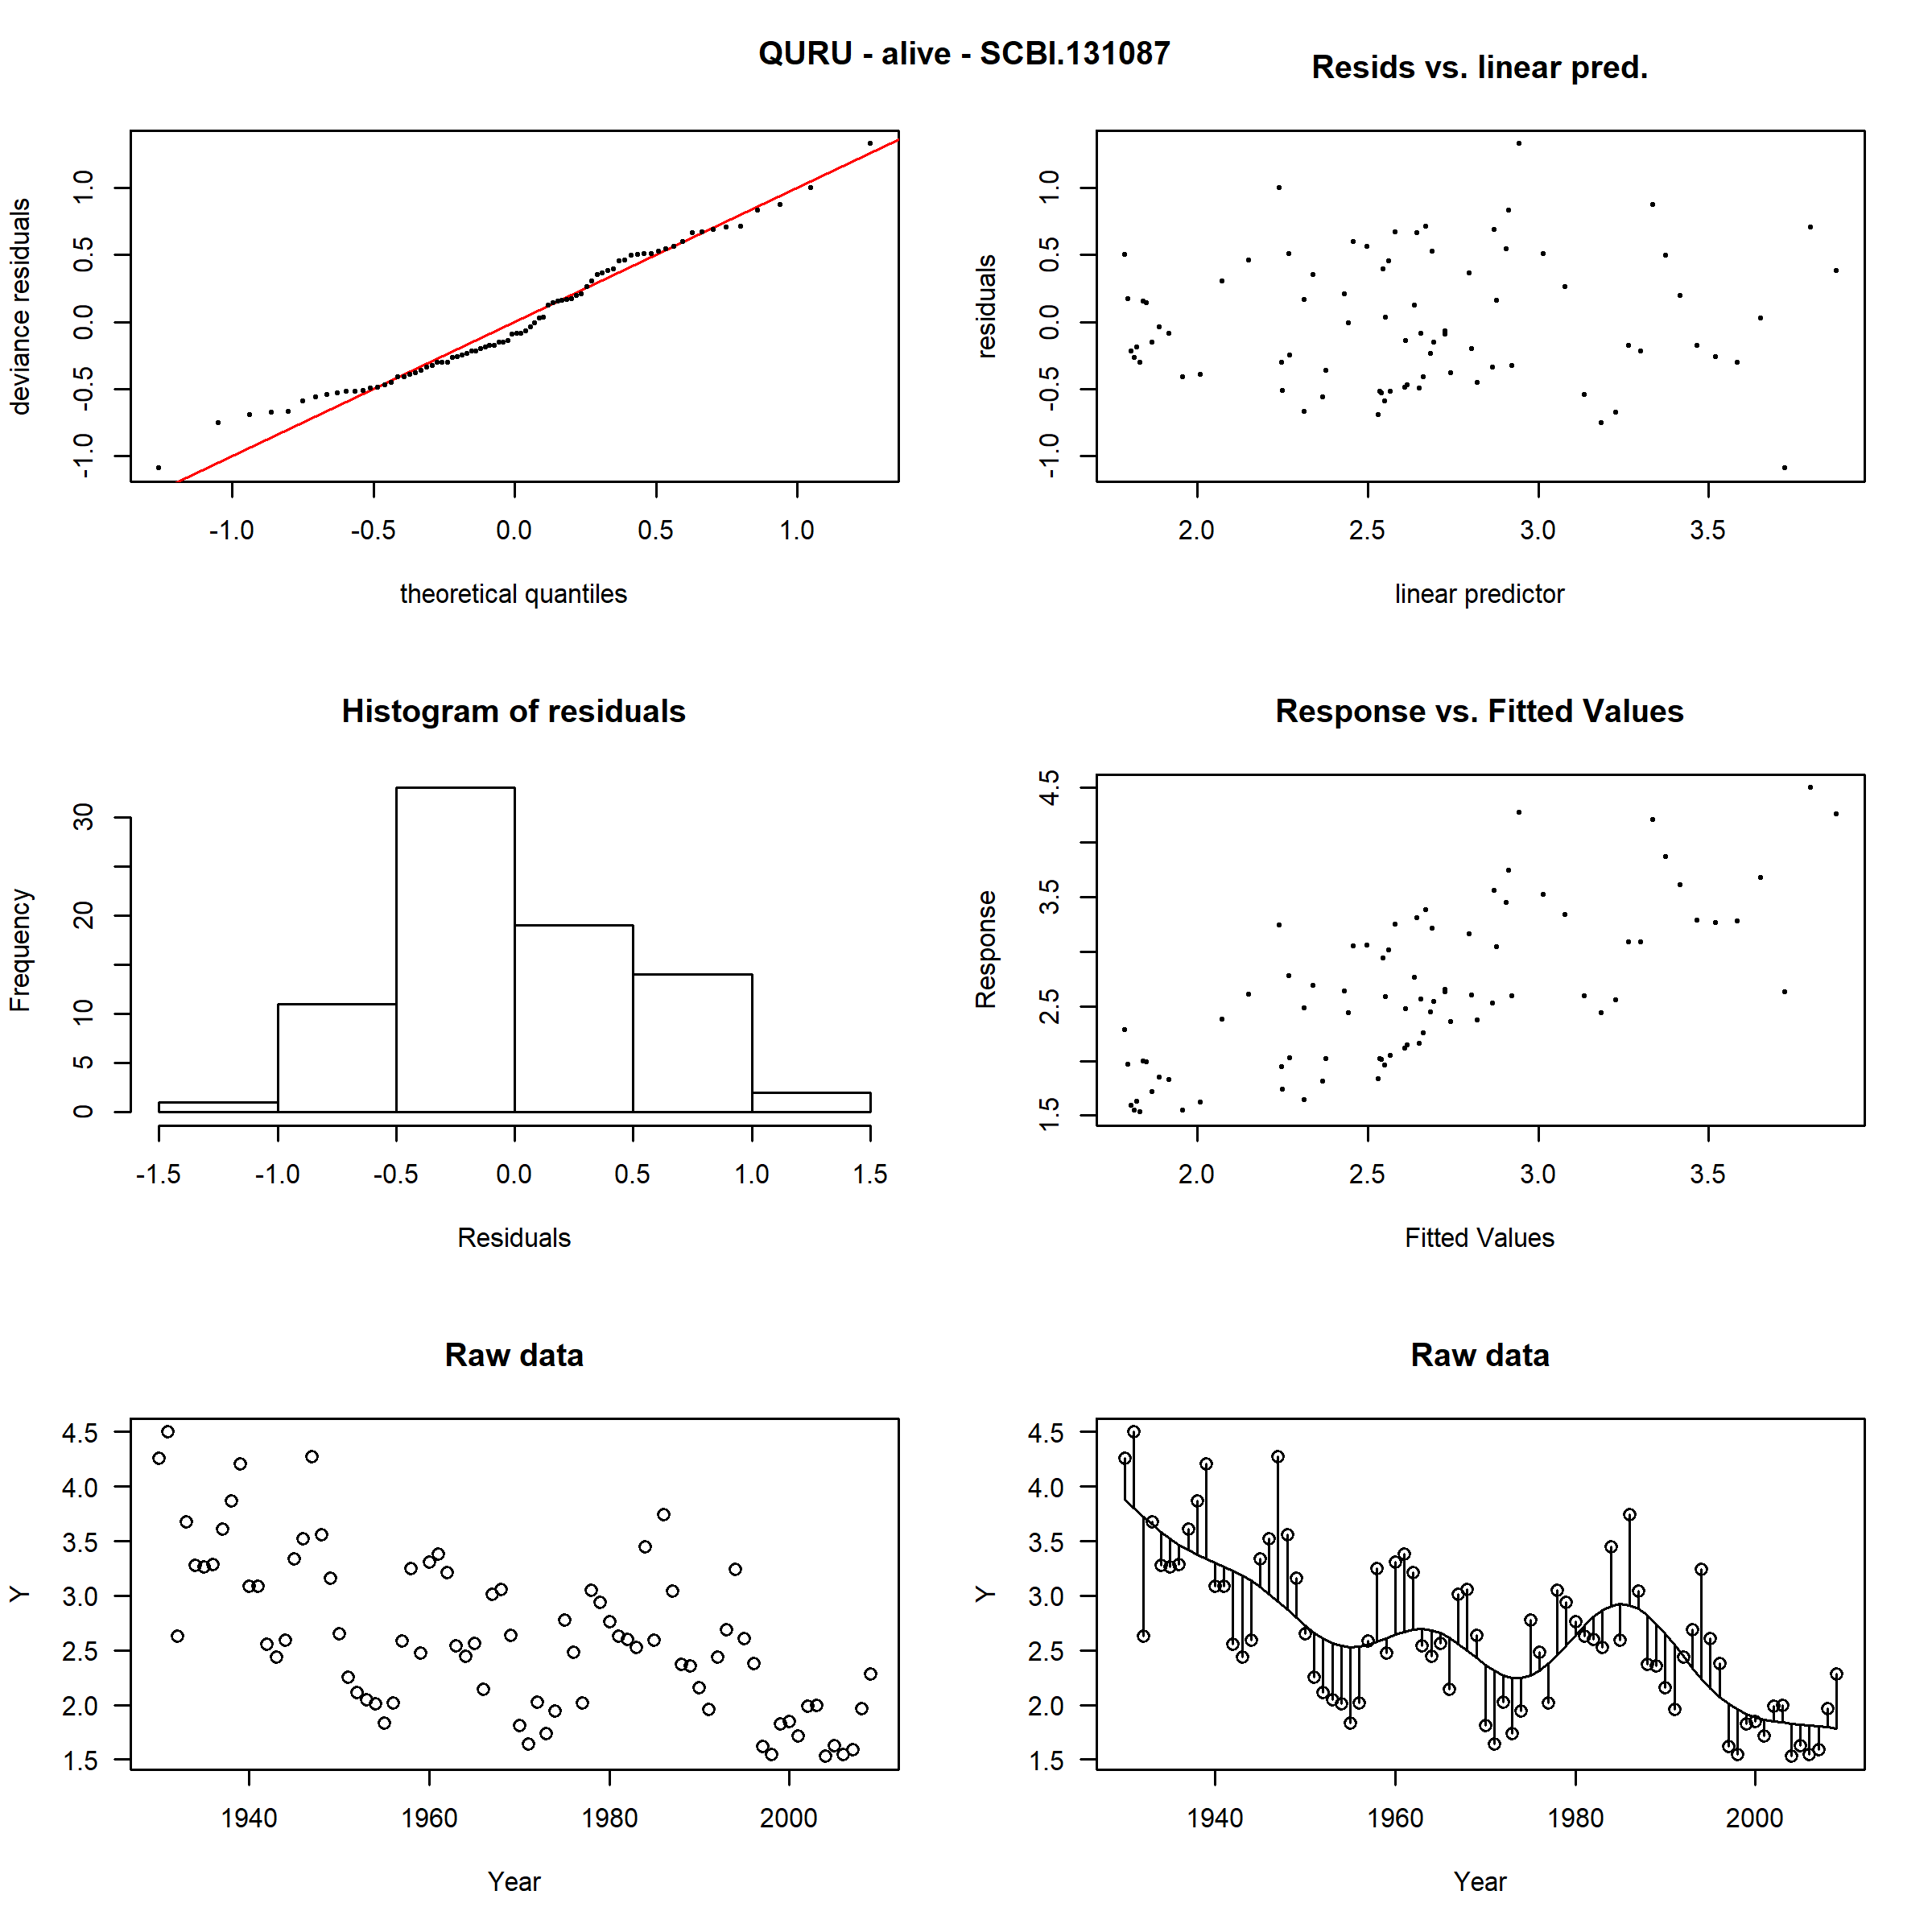 QURU - alive - SCBI.131087
Resids vs. linear pred.
deviance residuals
-1.0 -0.5 0.0 0.5 1.0
-1.0 -0.5 0.0 0.5 1.0
theoretical quantiles
residuals
-1.0 -0.5 0.0 0.5 1.0
2.0 2.5 3.0 3.5
linear predictor
Histogram of residuals
Frequency
0 5 10 20 30
-1.5 -1.0 -0.5 0.0 0.5 1.0 1.5
Residuals
Response vs. Fitted Values
Response
1.5 2.5 3.5 4.5
2.0 2.5 3.0 3.5
Fitted Values
Raw data
Y
4.5
4.0
3.5
3.0
2.5
2.0
1.5
1940 1960 1980 2000
Year
Raw data
Y
4.5
4.0
3.5
3.0
2.5
2.0
1.5
1940 1960 1980 2000
Year